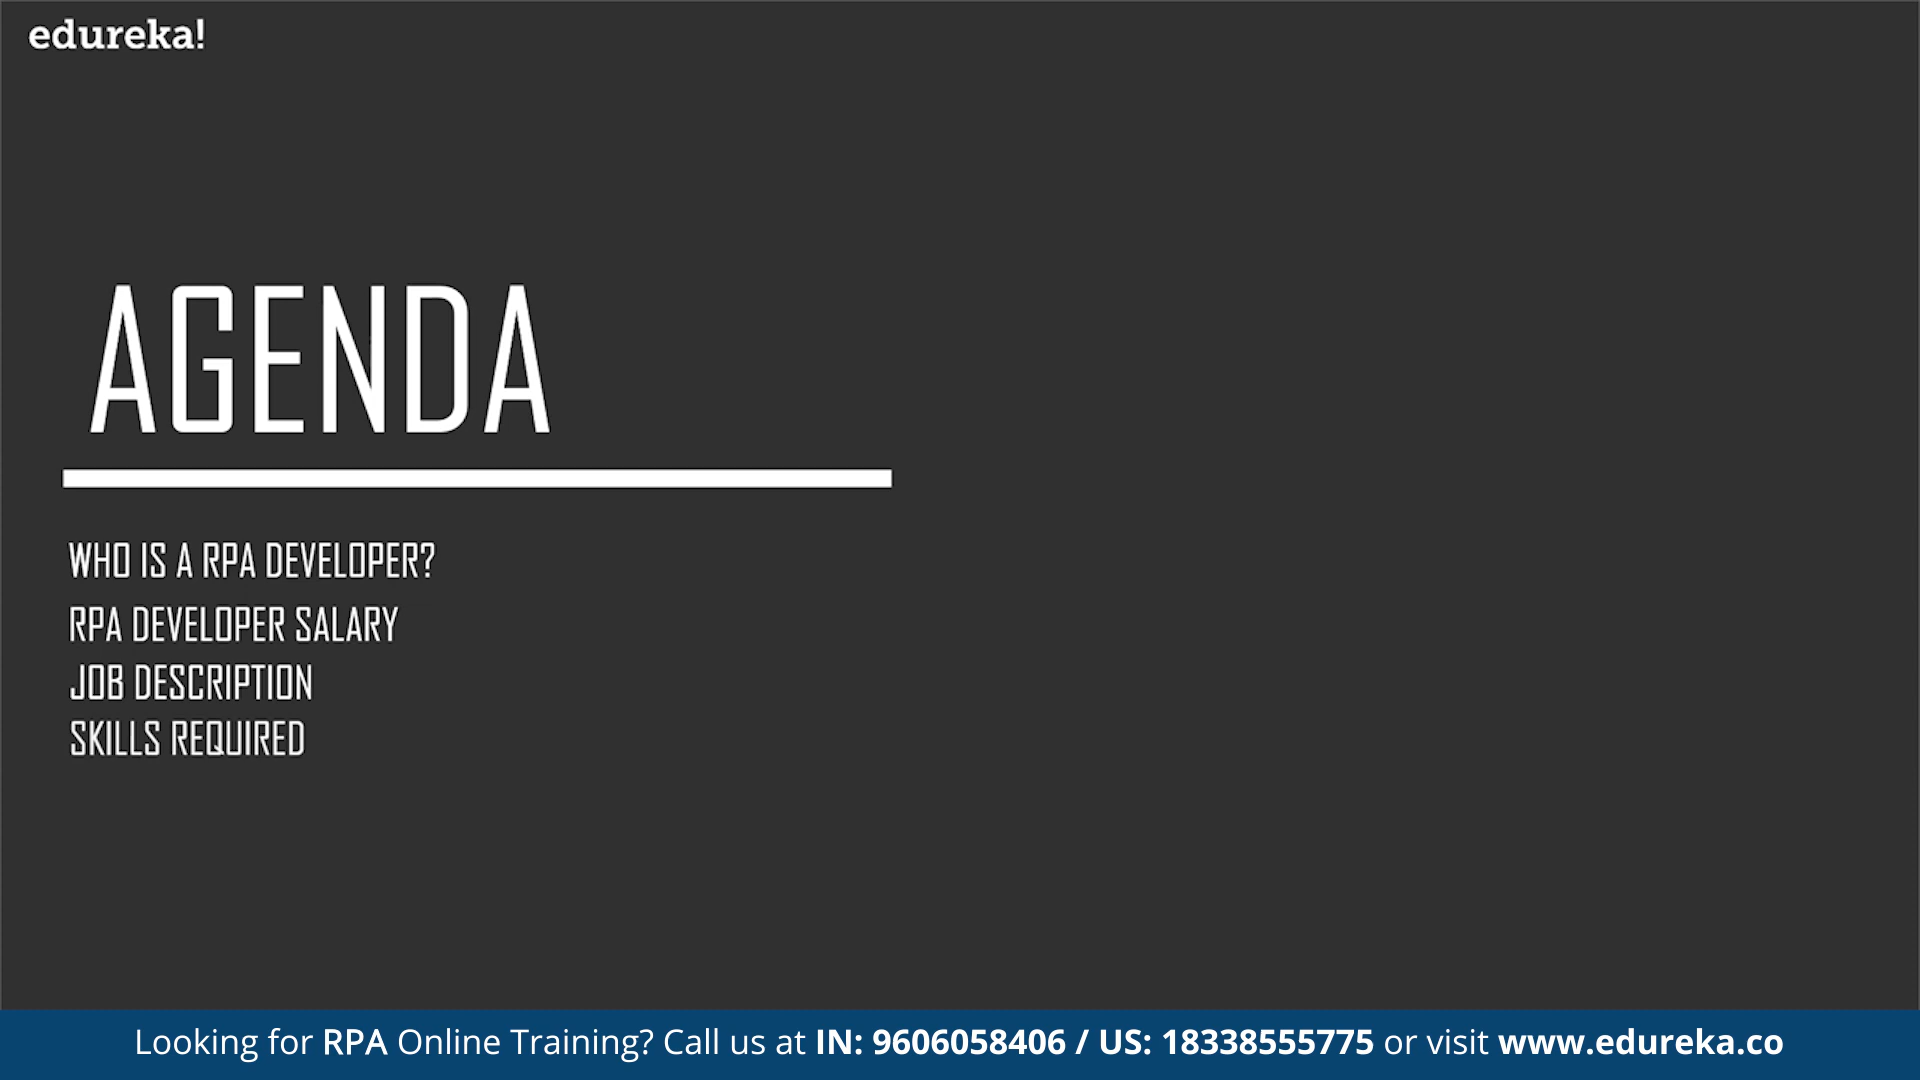 edureka!
AGENDA
WHO IS A RPA DEVELOPER?
RPA DEVELOPER SALARY
JOB DESCRIPTION
SKILLS REQUIRED
Looking for RPA Online Training? Call us at IN: 9606058406 / US: 18338555775 or visit www.edureka.co